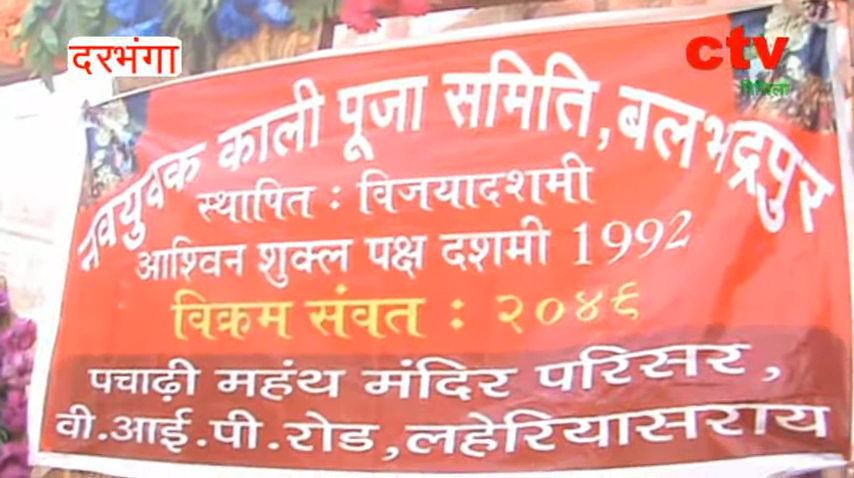 दरभंगा
ctv
मिथिला
नवयुवक काली पूजा समिति,बलभद्रपुर
स्थापित : विजयादशमी
आश्विन शुक्ल पक्ष दशमी 1992
विक्रम संवत : २०४९
पचाढ़ी महंथ मंदिर परिसर,
वी.आई.पी.रोड,लहेरियासराय